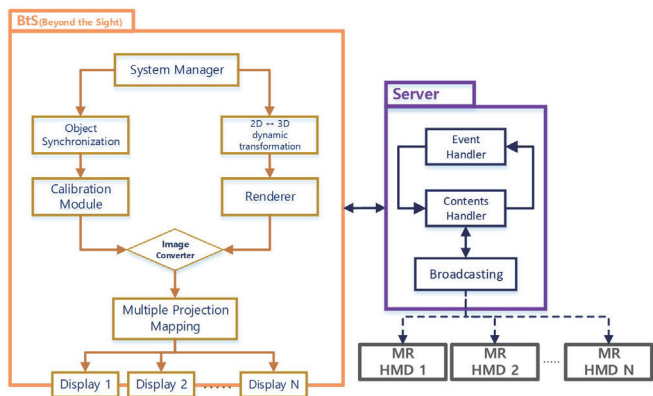 BtS(Beyond the Sight)
System Manager
Object
Synchronization
2D ↔ 3D
dynamic
transformation
Calibration
Module
Renderer
Image
Converter
Multiple Projection
Mapping
Display 1
Display 2
.....
Display N
Server
Event
Handler
Contents
Handler
Broadcasting
MR
HMD 1
MR
HMD 2
.....
MR
HMD N